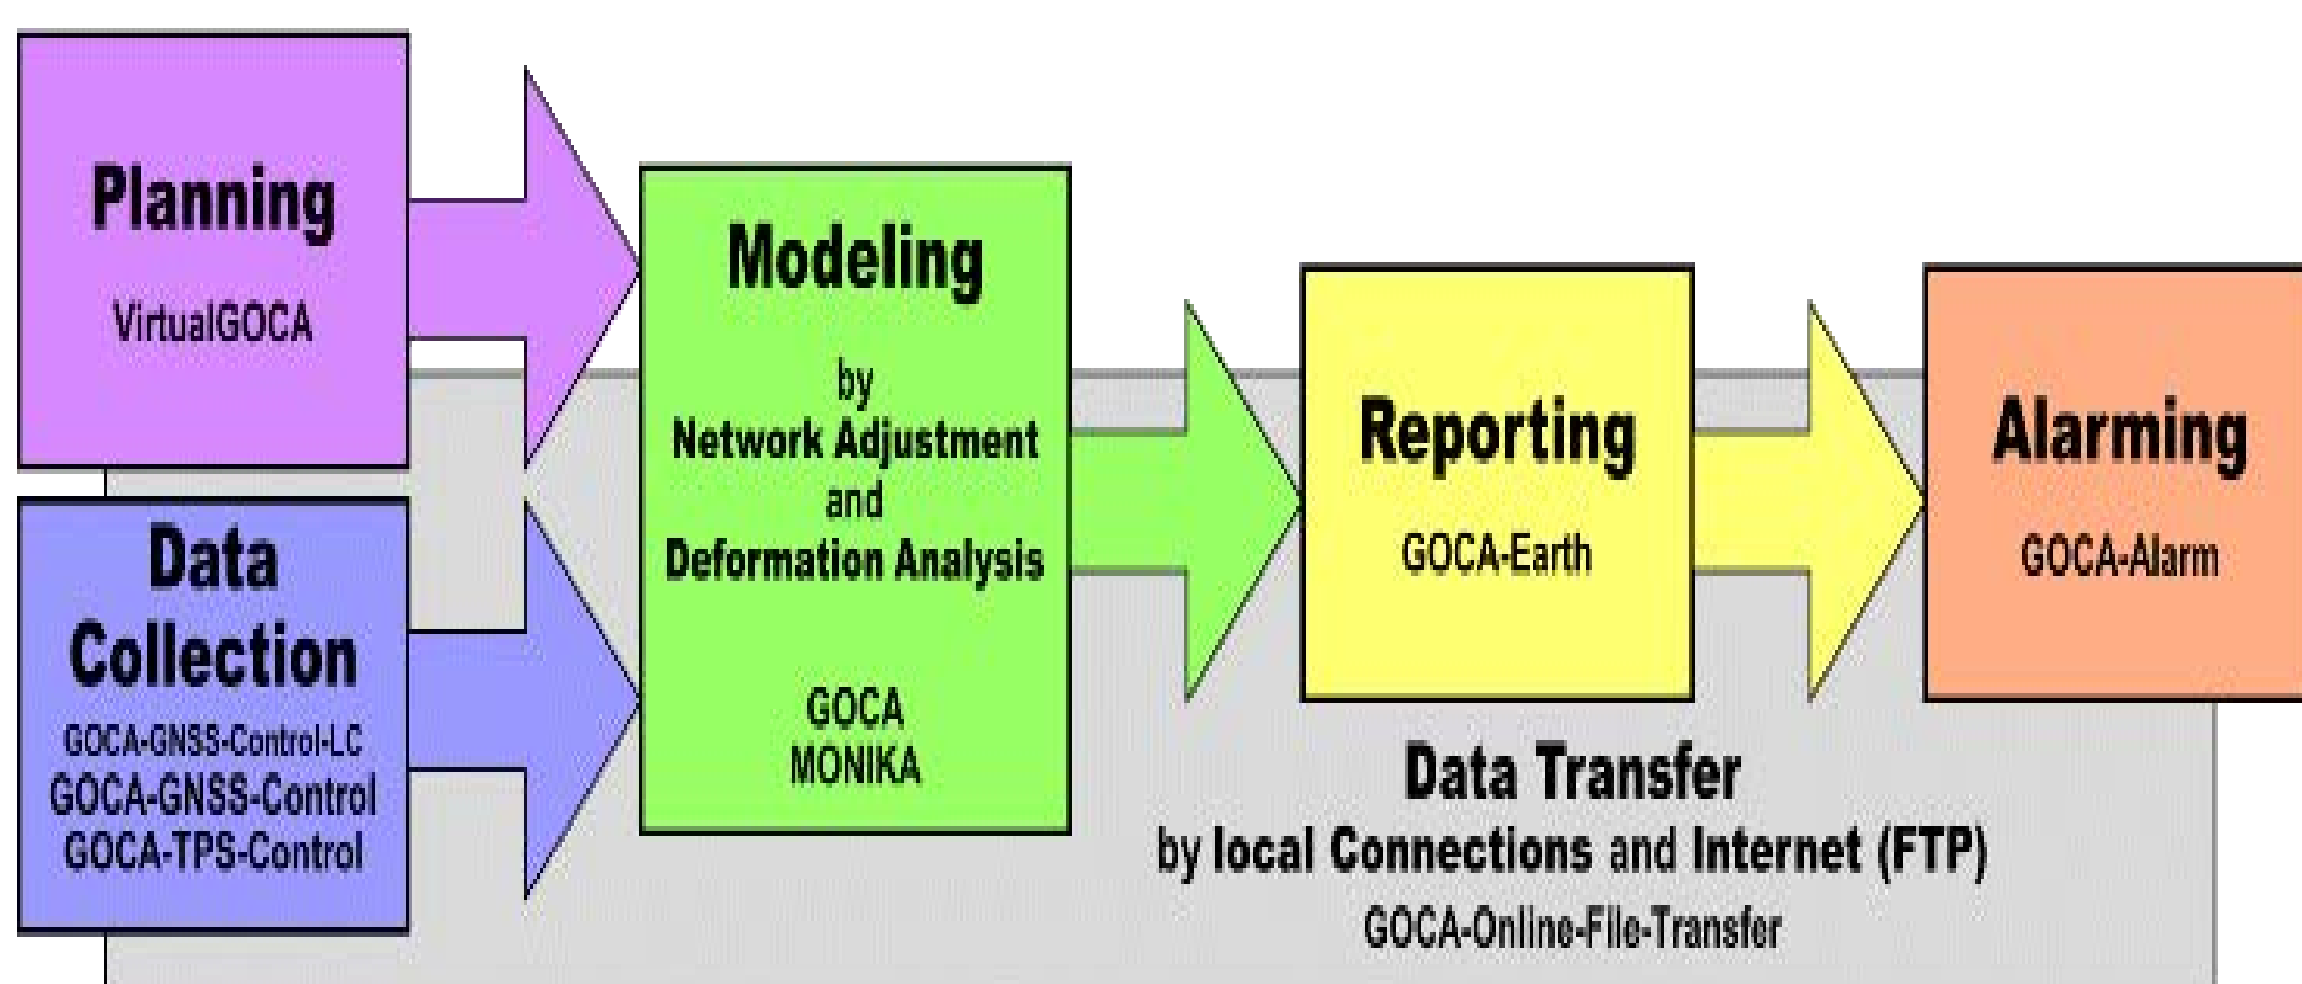 Planning
VirtualGOCA
Data
Collection
GOCA-GNSS-Control-LC
GOCA-GNSS-Control
GOCA-TPS-Control
Modeling
by
Network Adjustment
and
Deformation Analysis
GOCA
MONIKA
Reporting
GOCA-Earth
Alarming
GOCA-Alarm
Data Transfer
by local Connections and Internet (FTP)
GOCA-Online-File-Transfer